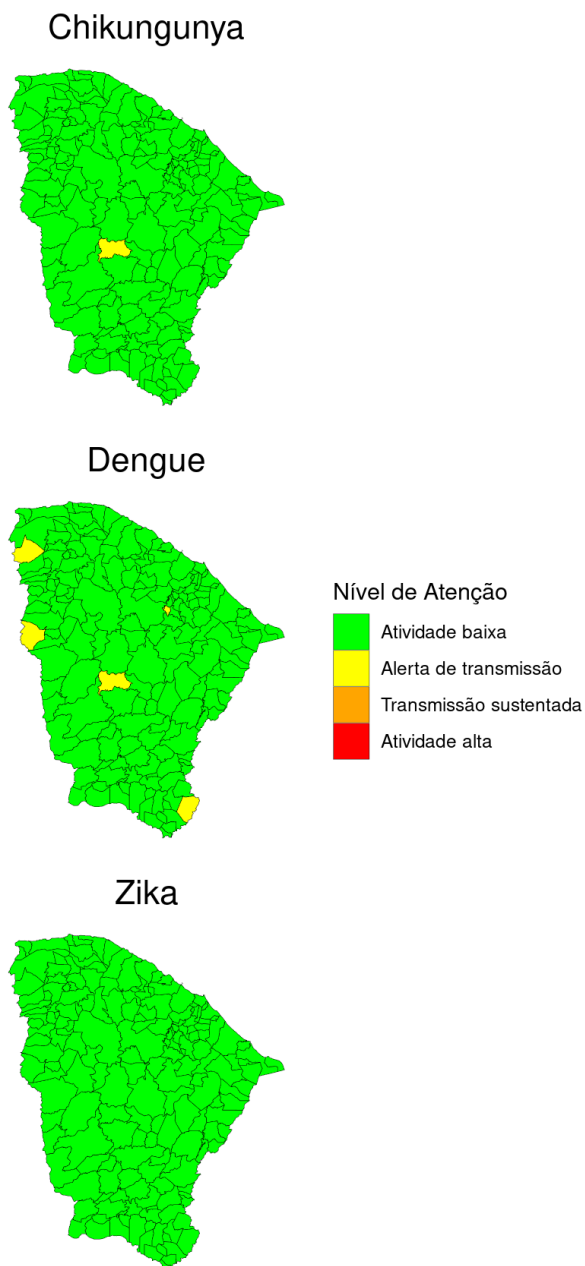 Chikungunya
Dengue
Nível de Atenção
Atividade baixa
Alerta de transmissão
Transmissão sustentada
Atividade alta
Zika